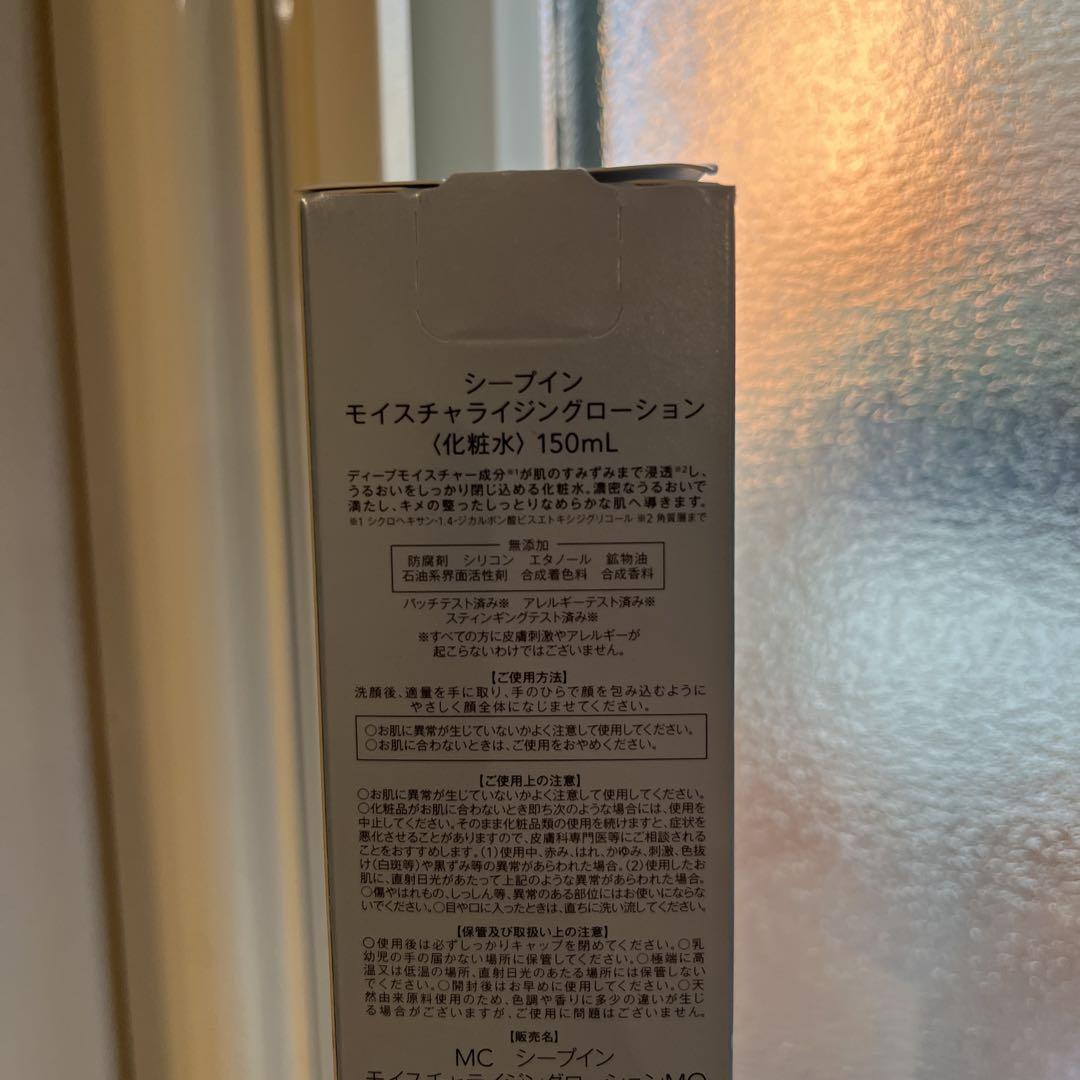 シープイン
モイスチャライジングローション
〈化粧水〉150mL
ディープモイスチャー成分※1が肌のすみずみまで浸透※2し、
うるおいをしっかり閉じ込める化粧水。濃密なうるおいで
満たし、キメの整ったしっとりなめらかな肌へ導きます。
※1 シクロヘキサン-1,4-ジカルボン酸ビスエトキシジグリコール ※2 角質層まで
無添加
防腐剤 シリコン エタノール 鉱物油
石油系界面活性剤 合成着色料 合成香料
パッチテスト済み※ アレルギーテスト済み※
スティンギングテスト済み※
※すべての方に皮膚刺激やアレルギーが
起こらないわけではございません。
【ご使用方法】
洗顔後、適量を手に取り、手のひらで顔を包み込むように
やさしく顔全体になじませてください。
○お肌に異常が生じていないかよく注意して使用してください。
○お肌に合わないときは、ご使用をおやめください。
【ご使用上の注意】
○お肌に異常が生じていないかよく注意して使用してください。
○化粧品がお肌に合わないとき即ち次のような場合には、使用を
中止してください。そのまま化粧品類の使用を続けますと、症状を
悪化させることがありますので、皮膚科専門医等にご相談される
ことをおすすめします。(1)使用中、赤み、はれ、かゆみ、刺激、色抜
け(白斑等)や黒ずみ等の異常があらわれた場合。(2)使用したお
肌に、直射日光があたって上記のような異常があらわれた場合。
○傷やはれもの、しっしん等、異常のある部位にはお使いにならな
いでください。○目や口に入ったときは、直ちに洗い流してください。
【保管及び取扱い上の注意】
○使用後は必ずしっかりキャップを閉めてください。○乳
幼児の手の届かない場所に保管してください。○極端に高
温又は低温の場所、直射日光のあたる場所には保管しない
でください。○開封後はお早めに使用してください。○天
然由来原料使用のため、色調や香りに多少の違いが生じ
る場合がございますが、ご使用に問題はございません。
【販売名】
MC シープイン
モイスチャライジングローションMO